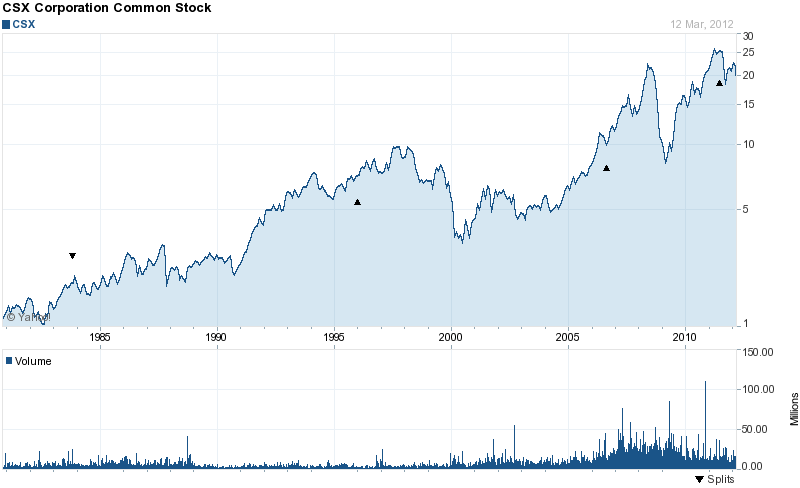 CSX Corporation Common Stock
CSX
12 Mar, 2012
30
25
20
15
10
5
1
© Yahoo!
1985
1990
1995
2000
2005
2010
Volume
150.00
100.00
50.00
0.00
Millions
Splits